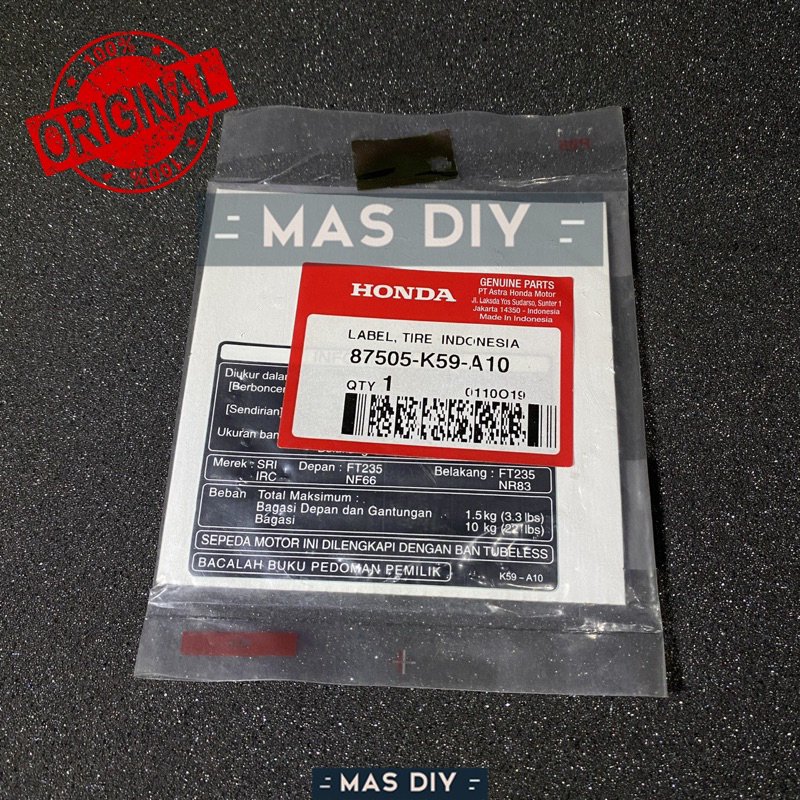 100%
ORIGINAL
100%
MAS DIY
HONDA
GENUINE PARTS
PT Astra Honda Motor
Jl. Laksda Yos Sudarso, Sunter 1
Jakarta 14350 - Indonesia
Made In Indonesia
LABEL, TIRE INDONESIA
87505-K59-A10
QTY 1
0110O19
Diukur dalam
[Berboncen
[Sendirian]
Ukuran ban
Merek : SRI Depan : FT235 Belakang : FT235
IRC NF66 NR83
Beban Total Maksimum :
Bagasi Depan dan Gantungan 1.5 kg (3.3 lbs)
Bagasi 10 kg (22 lbs)
SEPEDA MOTOR INI DILENGKAPI DENGAN BAN TUBELESS
BACALAH BUKU PEDOMAN PEMILIK K59 – A10
MAS DIY